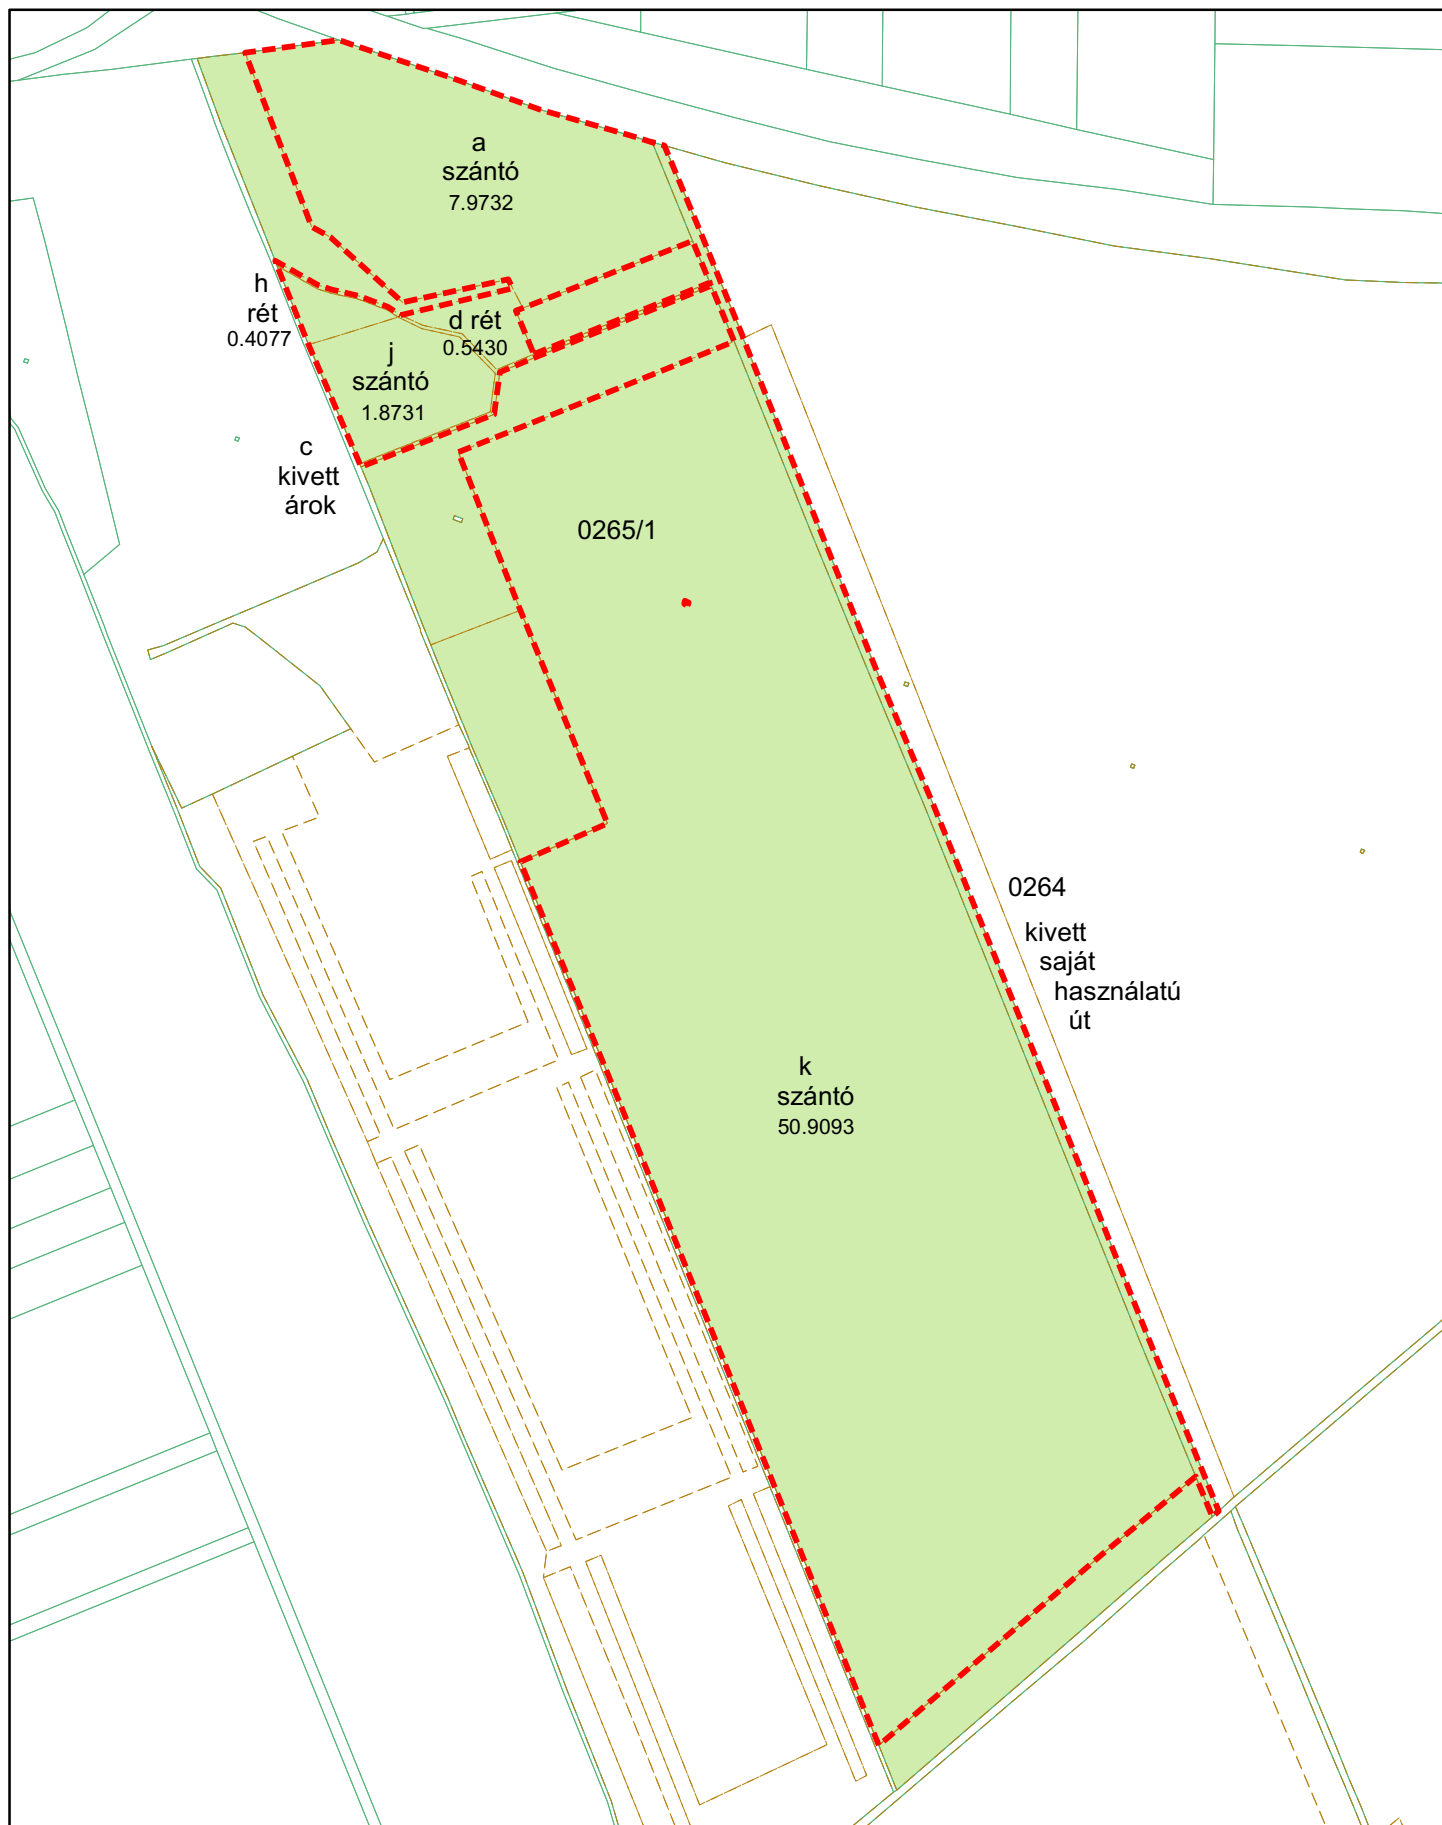 a
szántó
7.9732
h
rét
0.4077
d rét
0.5430
j
szántó
1.8731
c
kivett
árok
0265/1
0264
kivett
saját
használatú
út
k
szántó
50.9093